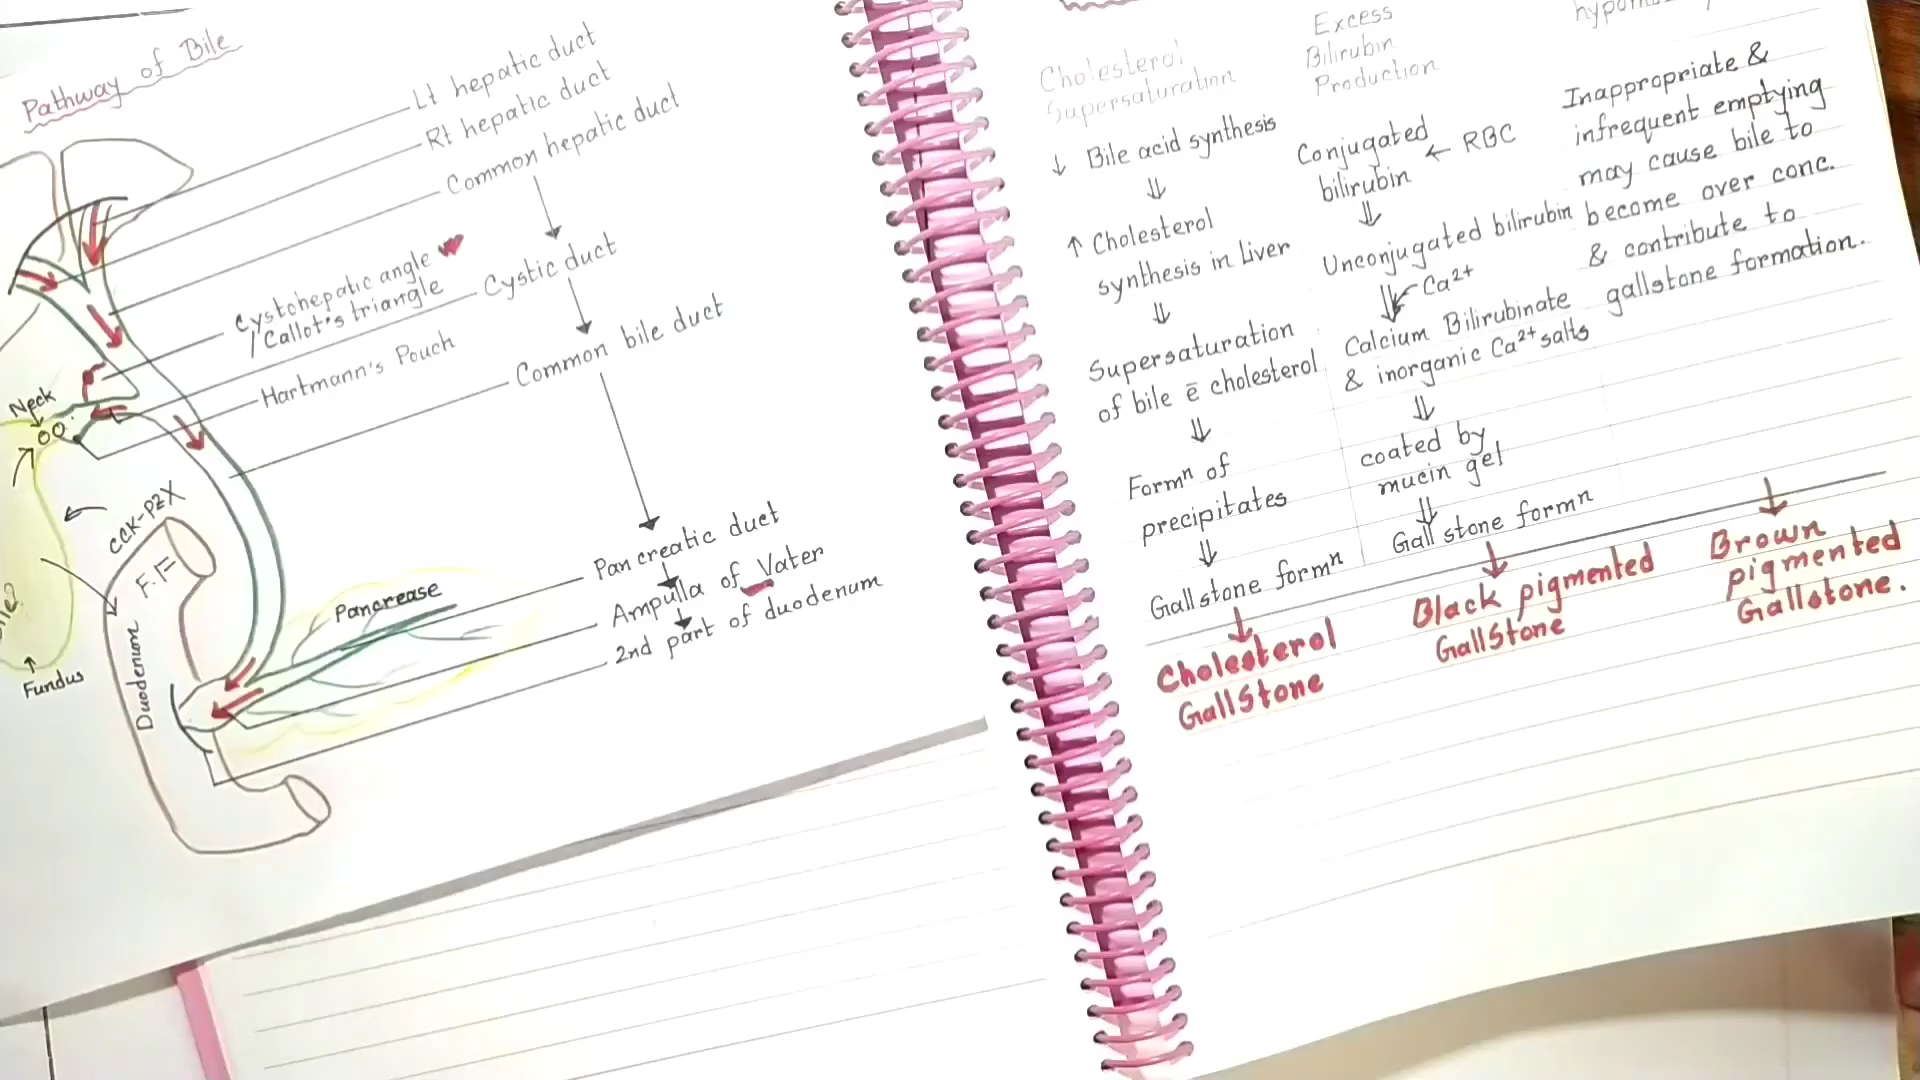 Pathway of Bile
Lt hepatic duct
Rt hepatic duct
Common hepatic duct
Cystohepatic angle
/Callot's triangle
Cystic duct
Hartmann's Pouch
Common bile duct
Neck
CCK-PZX
F.F
Pancrease
Duodenum
Fundus
Pancreatic duct
Ampulla of Vater
2nd part of duodenum
Cholesterol
Supersaturation
↓ Bile acid synthesis
⇓
↑ Cholesterol
synthesis in Liver
⇓
Supersaturation
of bile c̄ cholesterol
⇓
Formⁿ of
precipitates
⇓
Gallstone formⁿ
Cholesterol
GallStone
Excess
Bilirubin
Production
Conjugated
bilirubin ← RBC
⇓
Unconjugated bilirubin
⇓ ← Ca²⁺
Calcium Bilirubinate
& inorganic Ca²⁺ salts
⇓
coated by
mucin gel
⇓
Gall stone formⁿ
Black pigmented
GallStone
Inappropriate &
infrequent emptying
may cause bile to
become over conc.
& contribute to
gallstone formation.
Brown
pigmented
Gallstone.